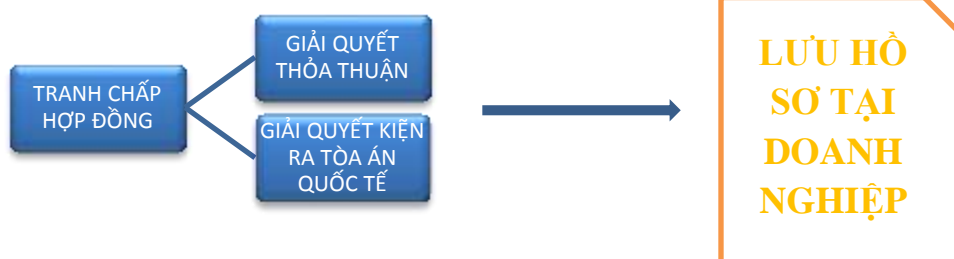 TRANH CHẤP
HỢP ĐỒNG
GIẢI QUYẾT
THỎA THUẬN
GIẢI QUYẾT KIỆN
RA TÒA ÁN
QUỐC TẾ
LƯU HỒ
SƠ TẠI
DOANH
NGHIỆP